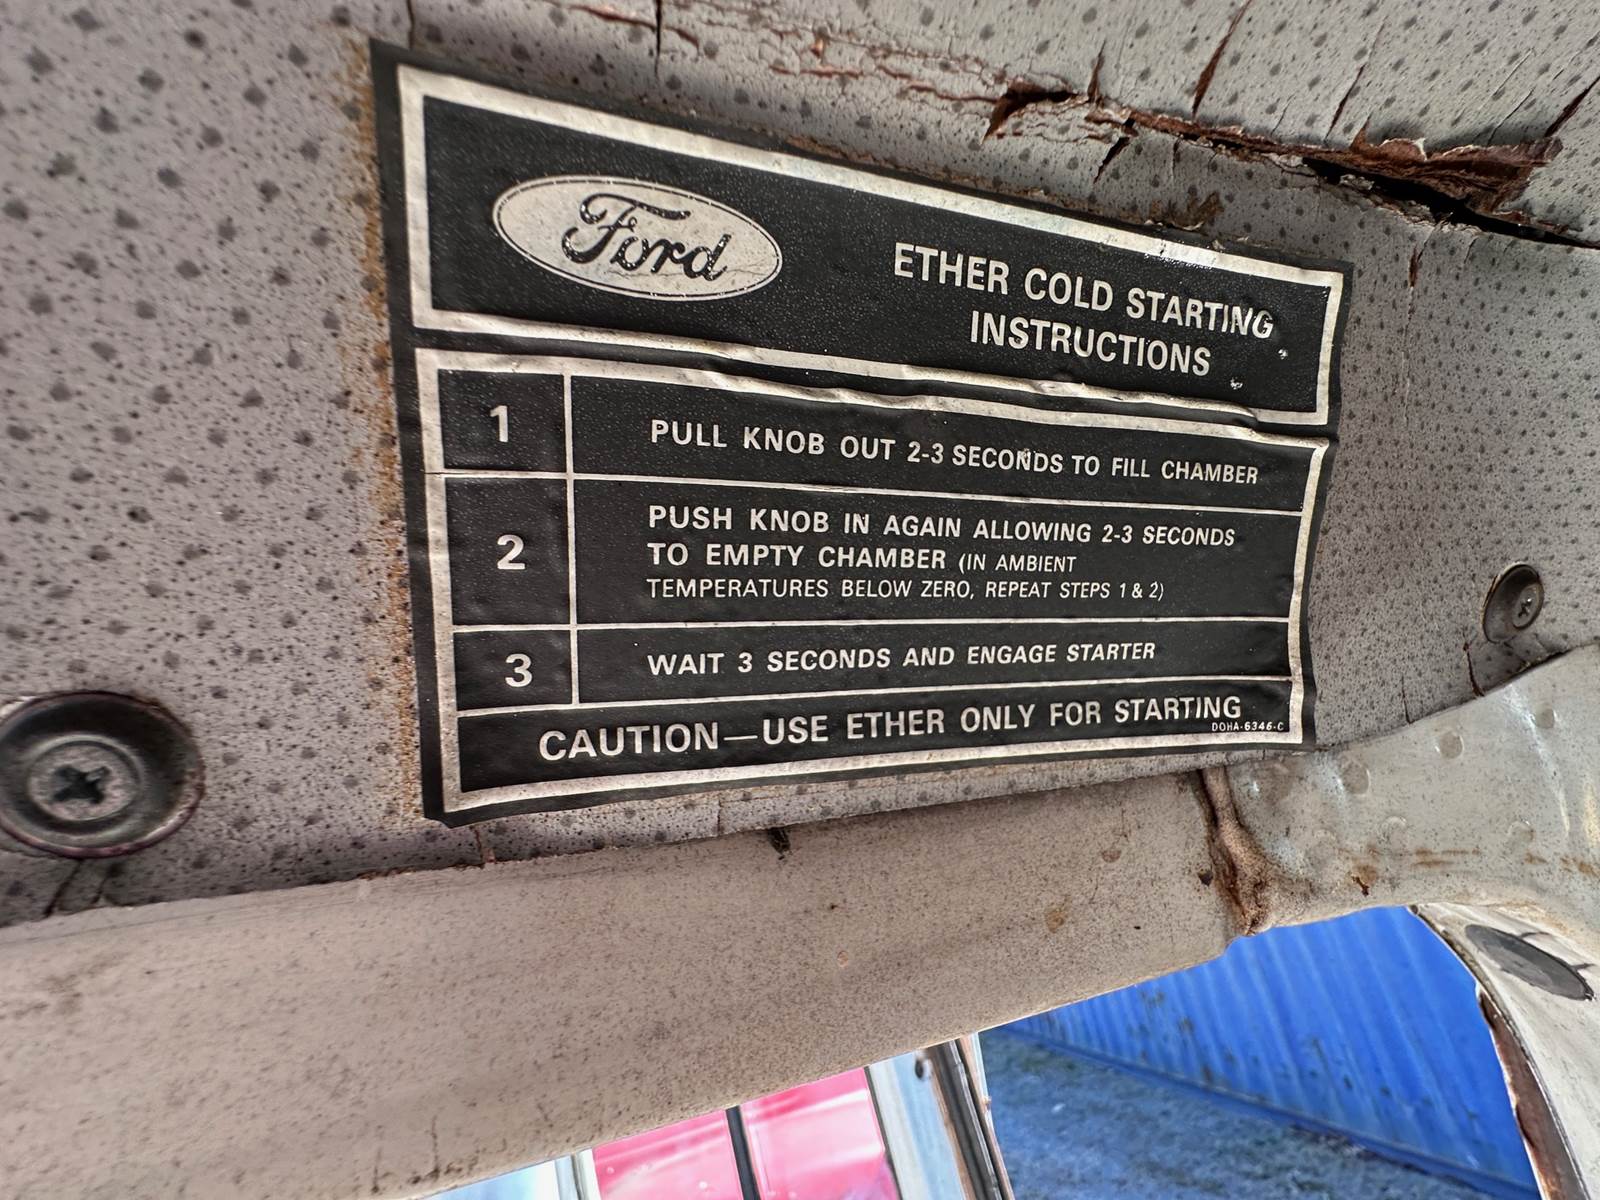 Ford
ETHER COLD STARTING
INSTRUCTIONS
1
PULL KNOB OUT 2-3 SECONDS TO FILL CHAMBER
2
PUSH KNOB IN AGAIN ALLOWING 2-3 SECONDS
TO EMPTY CHAMBER (IN AMBIENT
TEMPERATURES BELOW ZERO, REPEAT STEPS 1 & 2)
3
WAIT 3 SECONDS AND ENGAGE STARTER
CAUTION—USE ETHER ONLY FOR STARTING
DOHA-6346-C